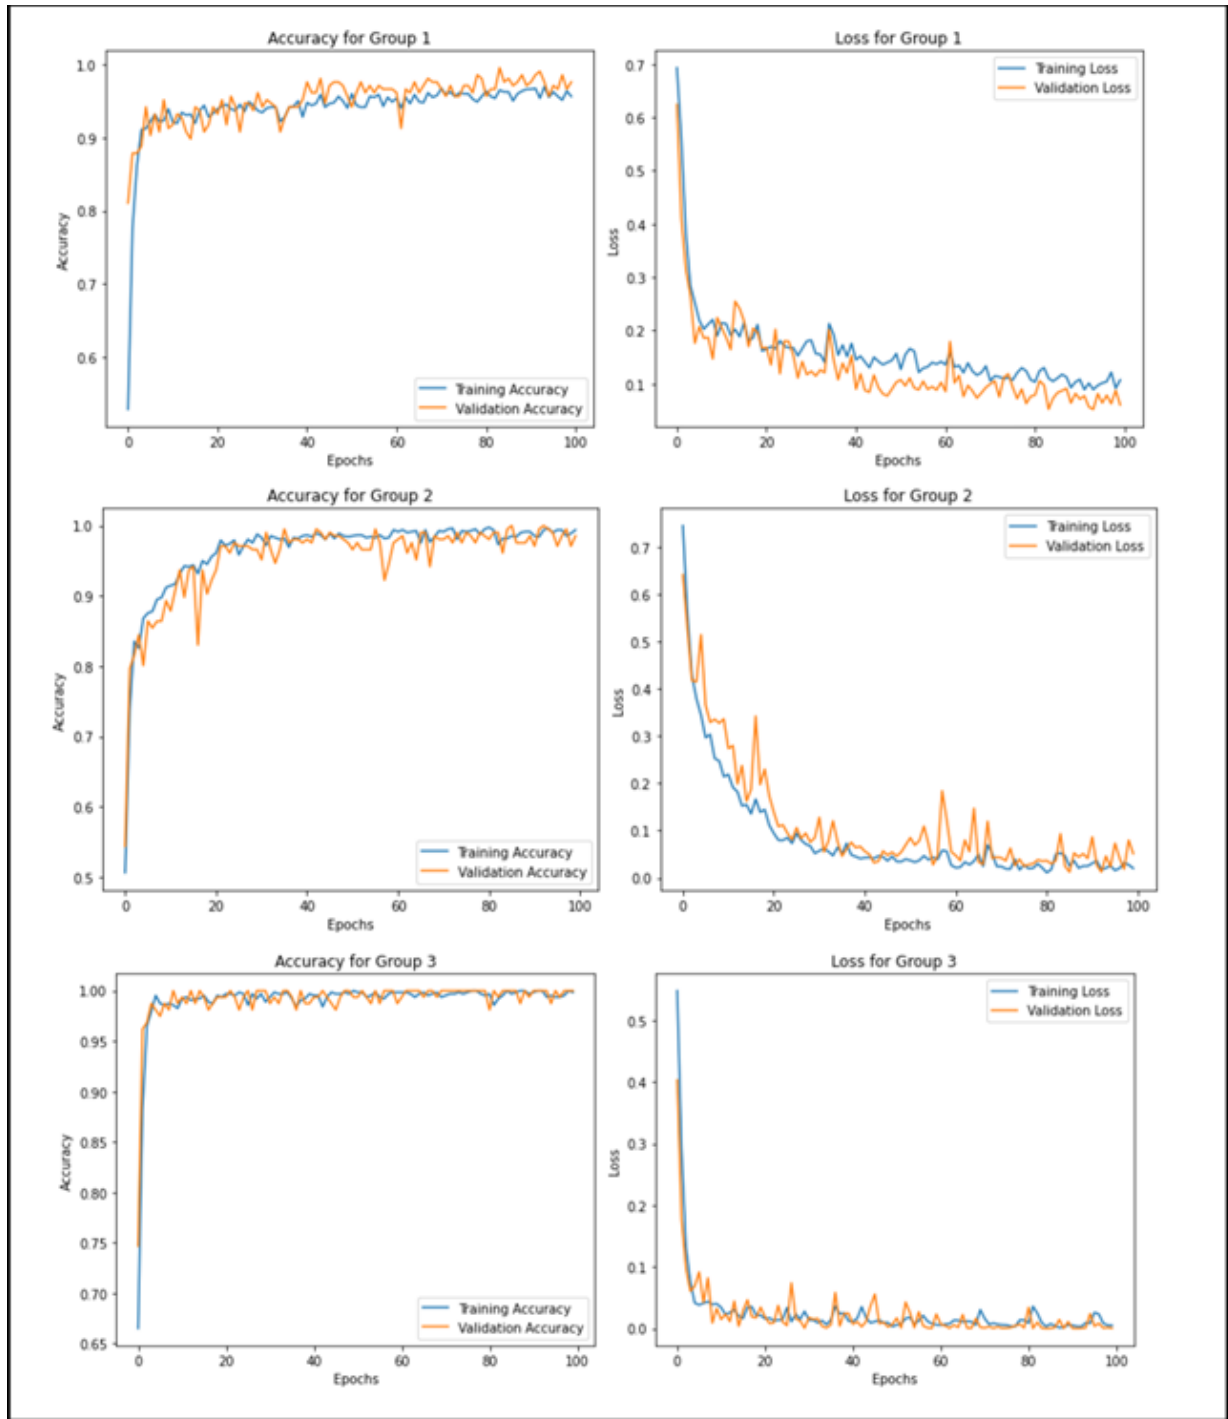 Accuracy for Group 1
1.0
0.9
0.8
0.7
0.6
Accuracy
Training Accuracy
Validation Accuracy
0 20 40 60 80 100
Epochs
Loss for Group 1
0.7
0.6
0.5
0.4
0.3
0.2
0.1
Loss
Training Loss
Validation Loss
0 20 40 60 80 100
Epochs
Accuracy for Group 2
1.0
0.9
0.8
0.7
0.6
0.5
Accuracy
Training Accuracy
Validation Accuracy
0 20 40 60 80 100
Epochs
Loss for Group 2
0.7
0.6
0.5
0.4
0.3
0.2
0.1
0.0
Loss
Training Loss
Validation Loss
0 20 40 60 80 100
Epochs
Accuracy for Group 3
1.00
0.95
0.90
0.85
0.80
0.75
0.70
0.65
Accuracy
Training Accuracy
Validation Accuracy
0 20 40 60 80 100
Epochs
Loss for Group 3
0.5
0.4
0.3
0.2
0.1
0.0
Loss
Training Loss
Validation Loss
0 20 40 60 80 100
Epochs